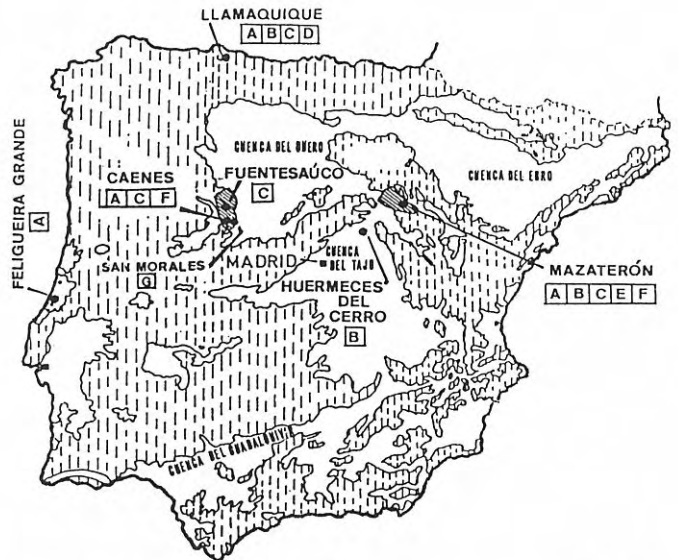 LLAMAQUIQUE
A B C D
CUENCA DEL DUERO
CAENES
A C F
FUENTESAÚCO
C
CUENCA DEL EBRO
FELIGUEIRA GRANDE
A
SAN MORALES
G
MADRID
CUENCA
DEL TAJO
HUERMECES
DEL
CERRO
B
MAZATERÓN
A B C E F
CUENCA DEL GUADALQUIVIR